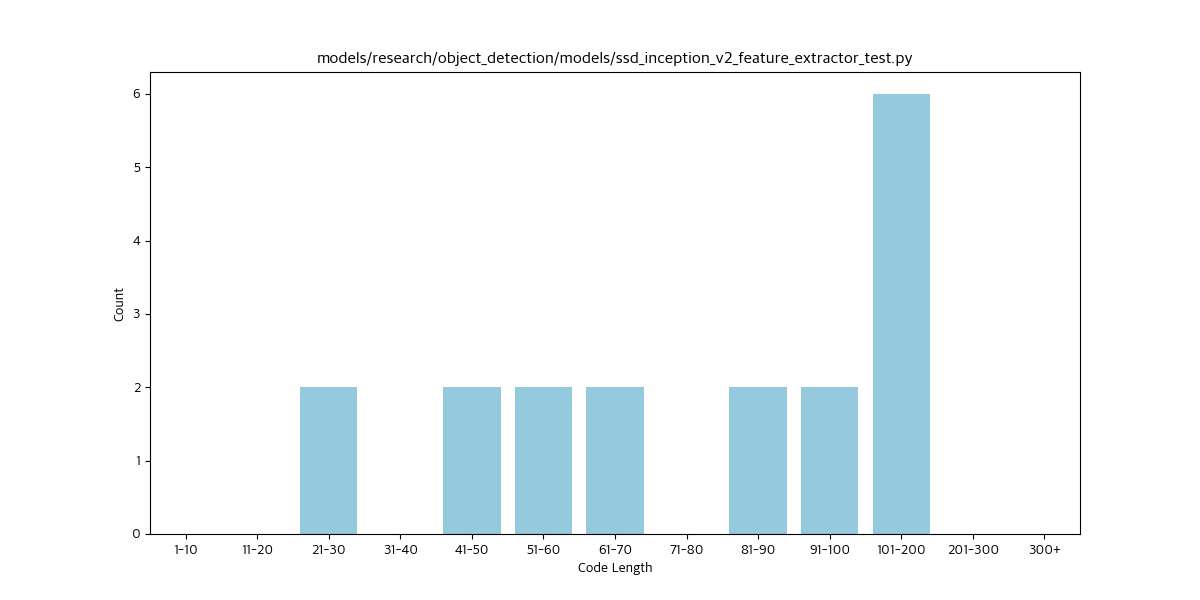 models/research/object_detection/models/ssd_inception_v2_feature_extractor_test.py
6
5
4
3
2
1
0
Count
1-10 11-20 21-30 31-40 41-50 51-60 61-70 71-80 81-90 91-100 101-200 201-300 300+
Code Length